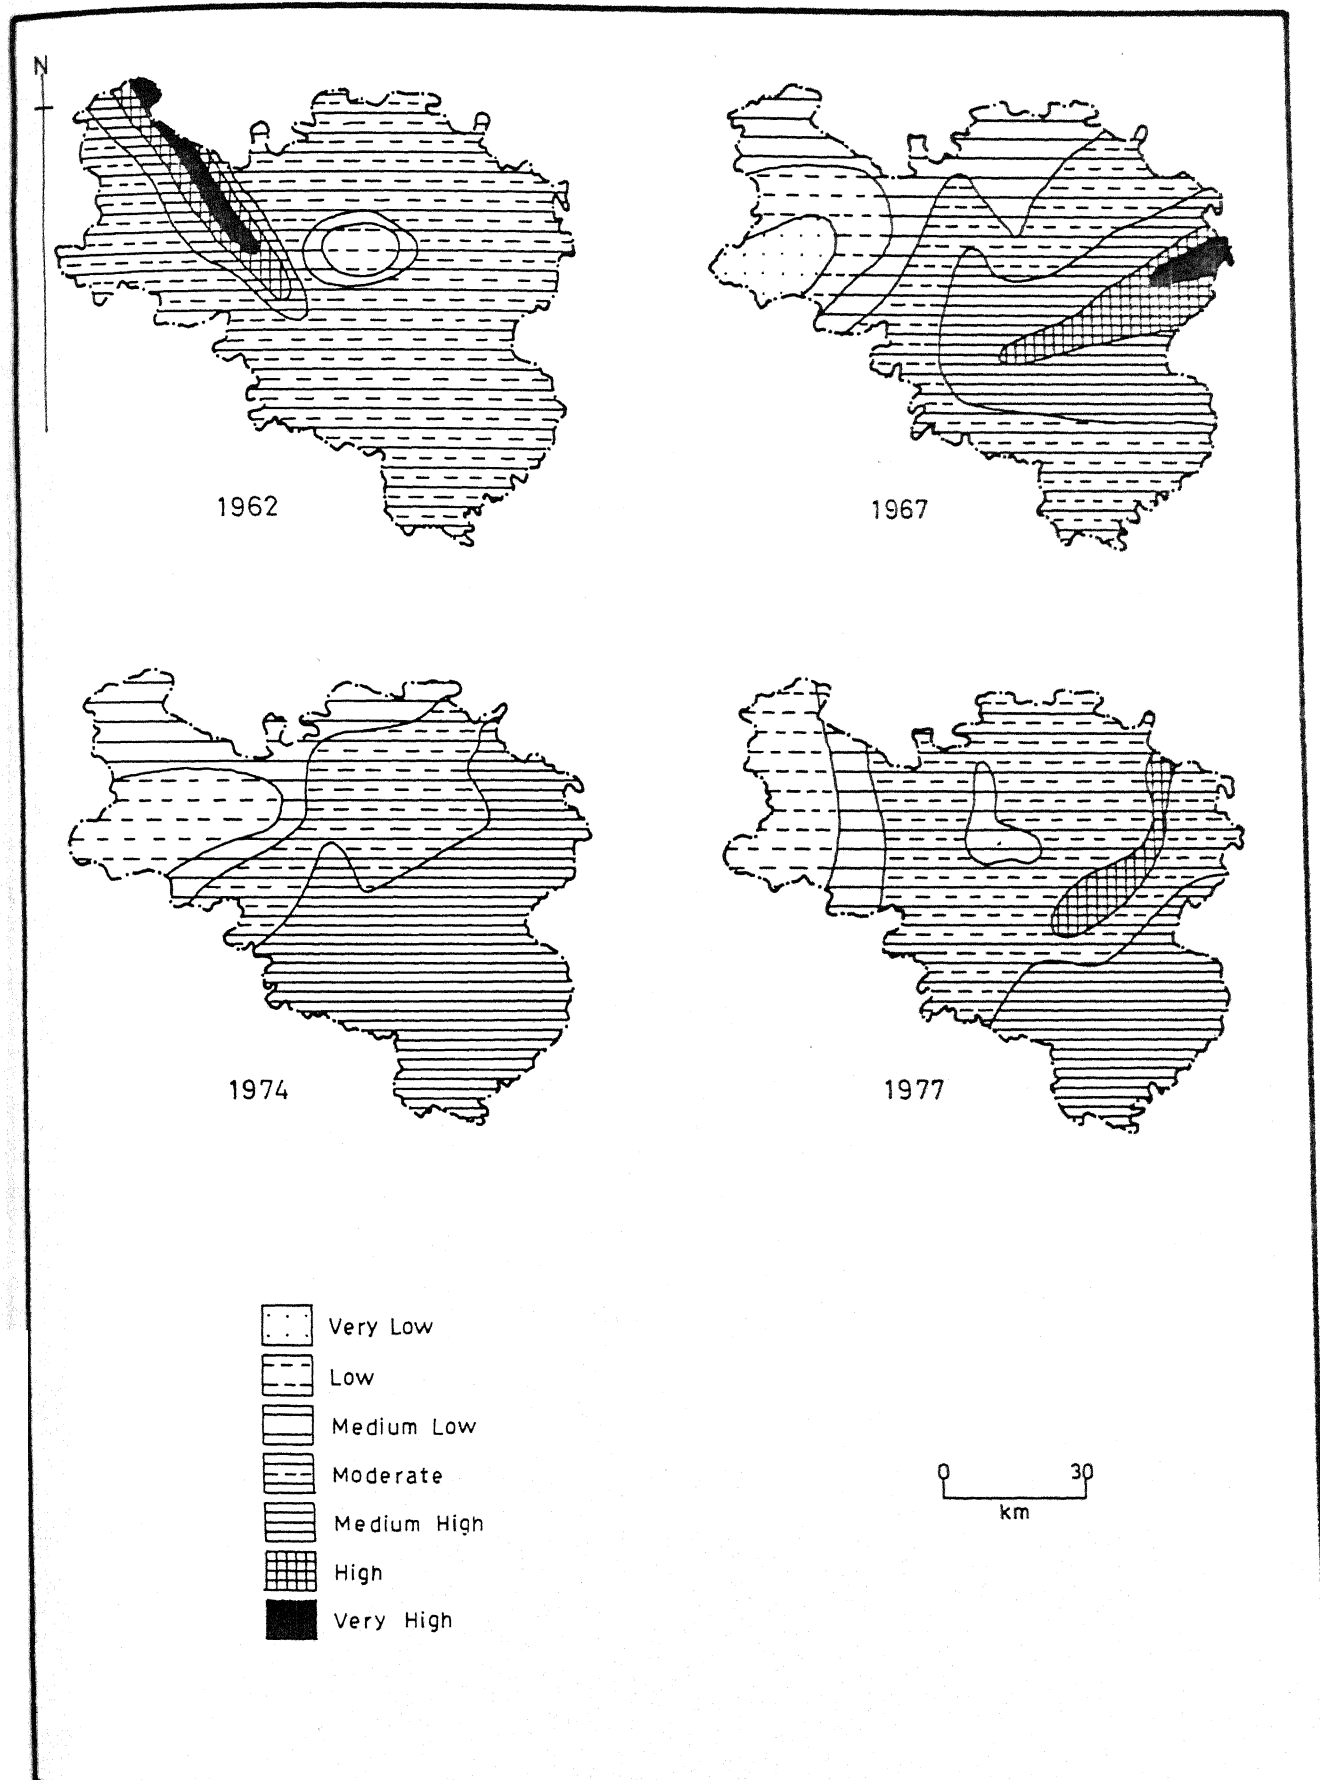 N
1962
1967
1974
1977
Very Low
Low
Medium Low
Moderate
Medium High
High
Very High
0 30
km